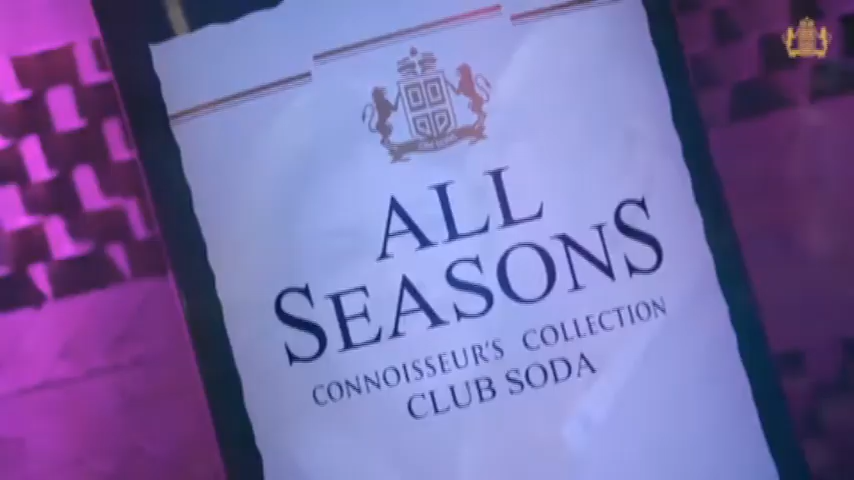 ALL
SEASONS
CONNOISSEUR'S COLLECTION
CLUB SODA